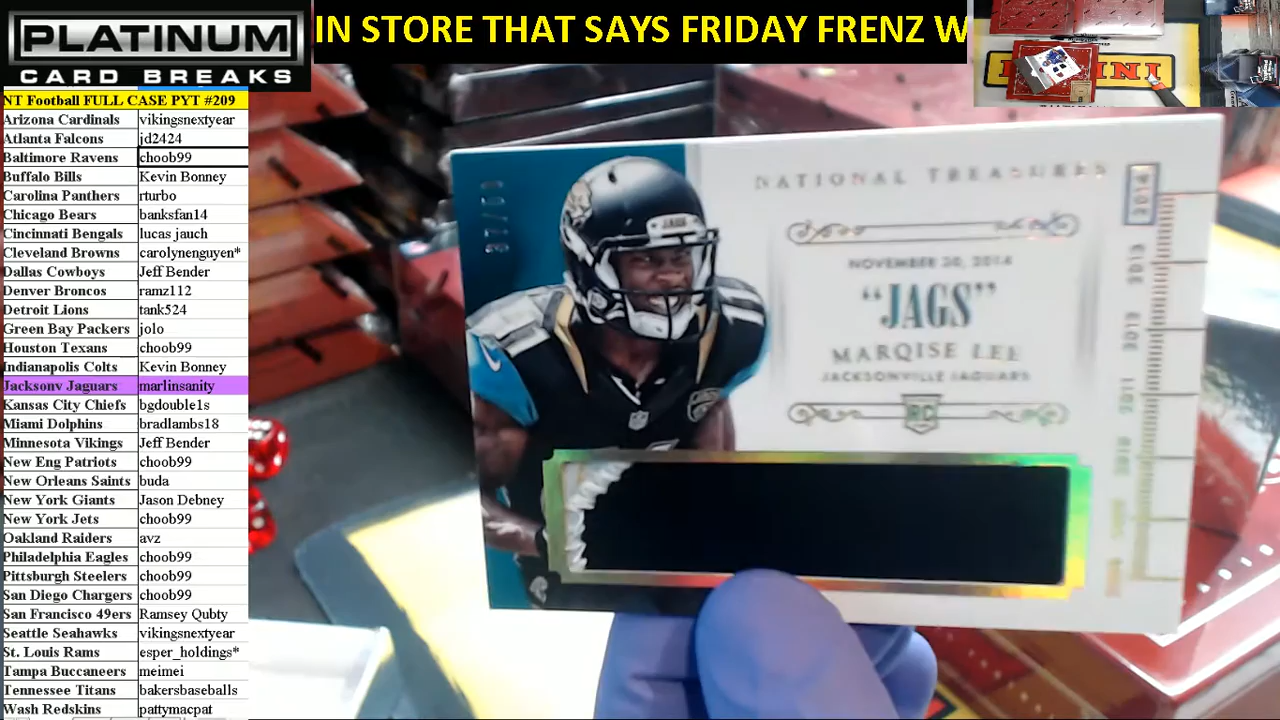 PLATINUM
CARD BREAKS
IN STORE THAT SAYS FRIDAY FRENZ W
NT Football FULL CASE PYT #209
Arizona Cardinals vikingsnextyear
Atlanta Falcons jd2424
Baltimore Ravens choob99
Buffalo Bills Kevin Bonney
Carolina Panthers rturbo
Chicago Bears banksfan14
Cincinnati Bengals lucas jauch
Cleveland Browns carolynenguyen*
Dallas Cowboys Jeff Bender
Denver Broncos ramz112
Detroit Lions tank524
Green Bay Packers jolo
Houston Texans choob99
Indianapolis Colts Kevin Bonney
Jacksonv Jaguars marlinsanity
Kansas City Chiefs bgdouble1s
Miami Dolphins bradlambs18
Minnesota Vikings Jeff Bender
New Eng Patriots choob99
New Orleans Saints buda
New York Giants Jason Debney
New York Jets choob99
Oakland Raiders avz
Philadelphia Eagles choob99
Pittsburgh Steelers choob99
San Diego Chargers choob99
San Francisco 49ers Ramsey Qubty
Seattle Seahawks vikingsnextyear
St. Louis Rams esper_holdings*
Tampa Buccaneers meimei
Tennessee Titans bakersbaseballs
Wash Redskins pattymacpat
NATIONAL TREASURES
NOVEMBER 30, 2014
"JAGS"
MARQISE LEE
JACKSONVILLE JAGUARS
RC
JAGS
NFL